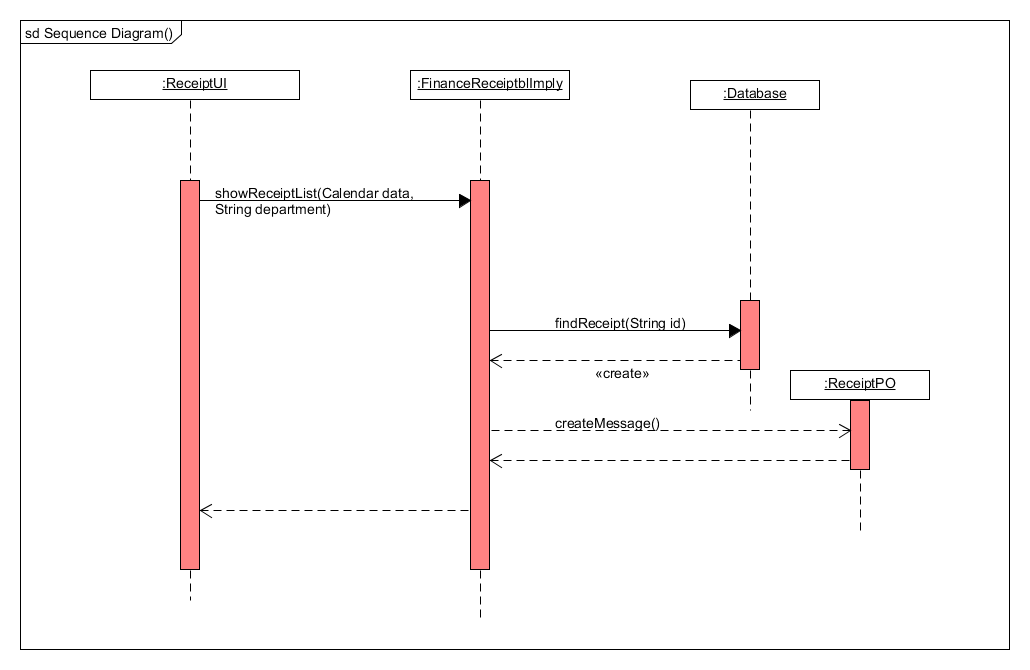 sd Sequence Diagram()
:ReceiptUI
:FinanceReceiptblImply
:Database
showReceiptList(Calendar data,
String department)
findReceipt(String id)
«create»
:ReceiptPO
createMessage()